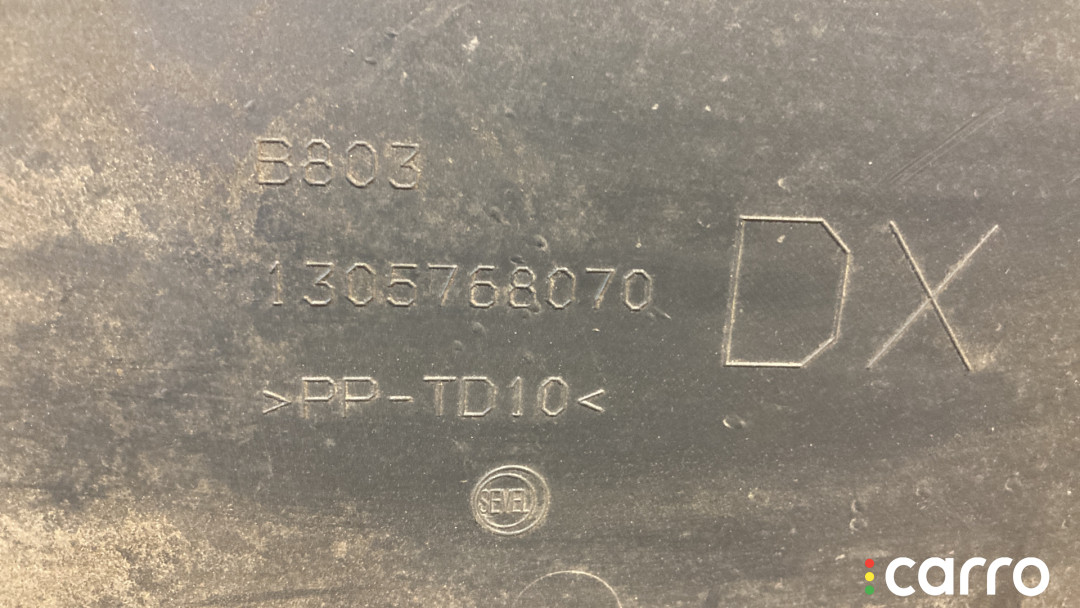 B803
1305768070
>PP-TD10<
DX
SEVEL
carro